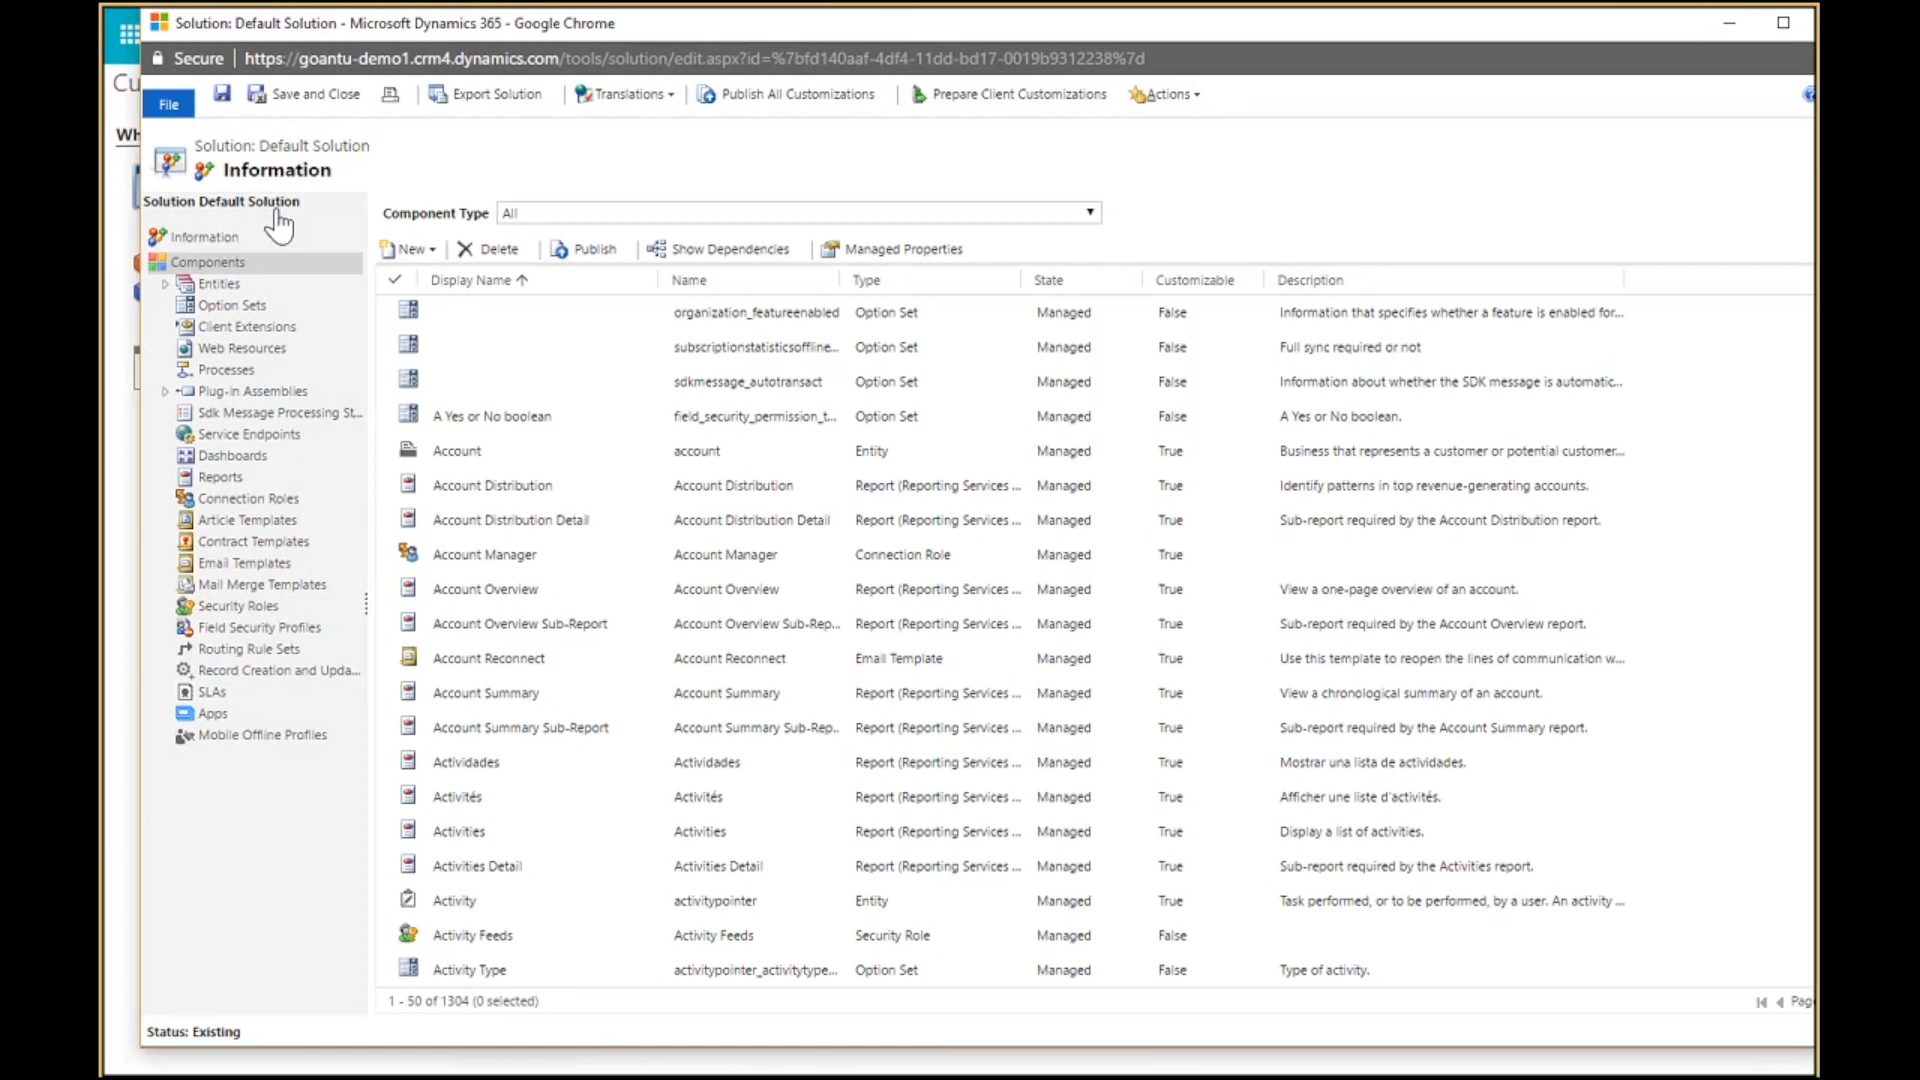 Solution: Default Solution - Microsoft Dynamics 365 - Google Chrome
Secure https://goantu-demo1.crm4.dynamics.com/tools/solution/edit.aspx?id=%7bfd140aaf-4df4-11dd-bd17-0019b9312238%7d
File Save and Close Export Solution Translations Publish All Customizations Prepare Client Customizations Actions
Solution: Default Solution
Information
Solution Default Solution
Information
Components
Entities
Option Sets
Client Extensions
Web Resources
Processes
Plug-in Assemblies
Sdk Message Processing St...
Service Endpoints
Dashboards
Reports
Connection Roles
Article Templates
Contract Templates
Email Templates
Mail Merge Templates
Security Roles
Field Security Profiles
Routing Rule Sets
Record Creation and Upda...
SLAs
Apps
Mobile Offline Profiles
Component Type All
New Delete Publish Show Dependencies Managed Properties
Display Name Name Type State Customizable Description
organization_featureenabled Option Set Managed False Information that specifies whether a feature is enabled for...
subscriptionstatisticsoffline... Option Set Managed False Full sync required or not
sdkmessage_autotransact Option Set Managed False Information about whether the SDK message is automatic...
A Yes or No boolean field_security_permission_t... Option Set Managed False A Yes or No boolean.
Account account Entity Managed True Business that represents a customer or potential customer...
Account Distribution Account Distribution Report (Reporting Services ... Managed True Identify patterns in top revenue-generating accounts.
Account Distribution Detail Account Distribution Detail Report (Reporting Services ... Managed True Sub-report required by the Account Distribution report.
Account Manager Account Manager Connection Role Managed True
Account Overview Account Overview Report (Reporting Services ... Managed True View a one-page overview of an account.
Account Overview Sub-Report Account Overview Sub-Rep... Report (Reporting Services ... Managed True Sub-report required by the Account Overview report.
Account Reconnect Account Reconnect Email Template Managed True Use this template to reopen the lines of communication w...
Account Summary Account Summary Report (Reporting Services ... Managed True View a chronological summary of an account.
Account Summary Sub-Report Account Summary Sub-Rep.. Report (Reporting Services ... Managed True Sub-report required by the Account Summary report.
Actividades Actividades Report (Reporting Services ... Managed True Mostrar una lista de actividades.
Activités Activités Report (Reporting Services ... Managed True Afficher une liste d'activités.
Activities Activities Report (Reporting Services ... Managed True Display a list of activities.
Activities Detail Activities Detail Report (Reporting Services ... Managed True Sub-report required by the Activities report.
Activity activitypointer Entity Managed True Task performed, or to be performed, by a user. An activity ...
Activity Feeds Activity Feeds Security Role Managed False
Activity Type activitypointer_activitytype... Option Set Managed False Type of activity.
1 - 50 of 1304 (0 selected)
Pag
Status: Existing
Cu
Wh